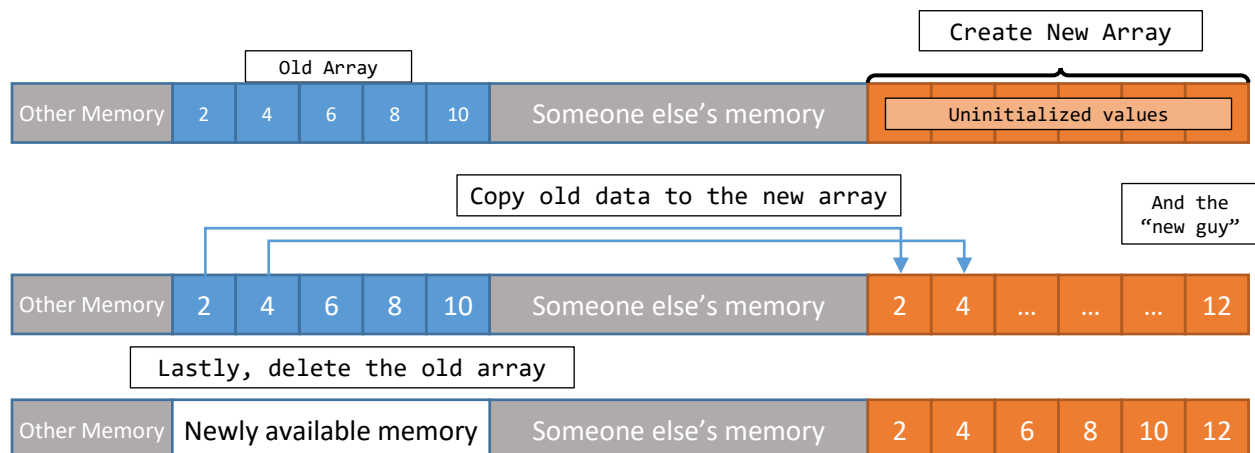 Create New Array
Old Array
Other Memory 2 4 6 8 10 Someone else’s memory Uninitialized values
Copy old data to the new array
And the
“new guy”
Other Memory 2 4 6 8 10 Someone else’s memory 2 4 ... ... ... 12
Lastly, delete the old array
Other Memory Newly available memory Someone else’s memory 2 4 6 8 10 12